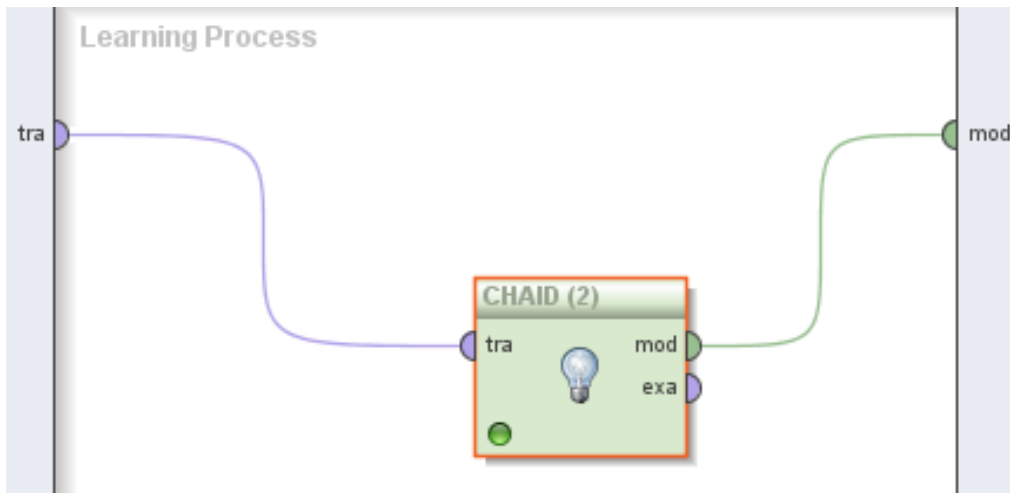 Learning Process
tra
mod
CHAID (2)
tra
mod
exa